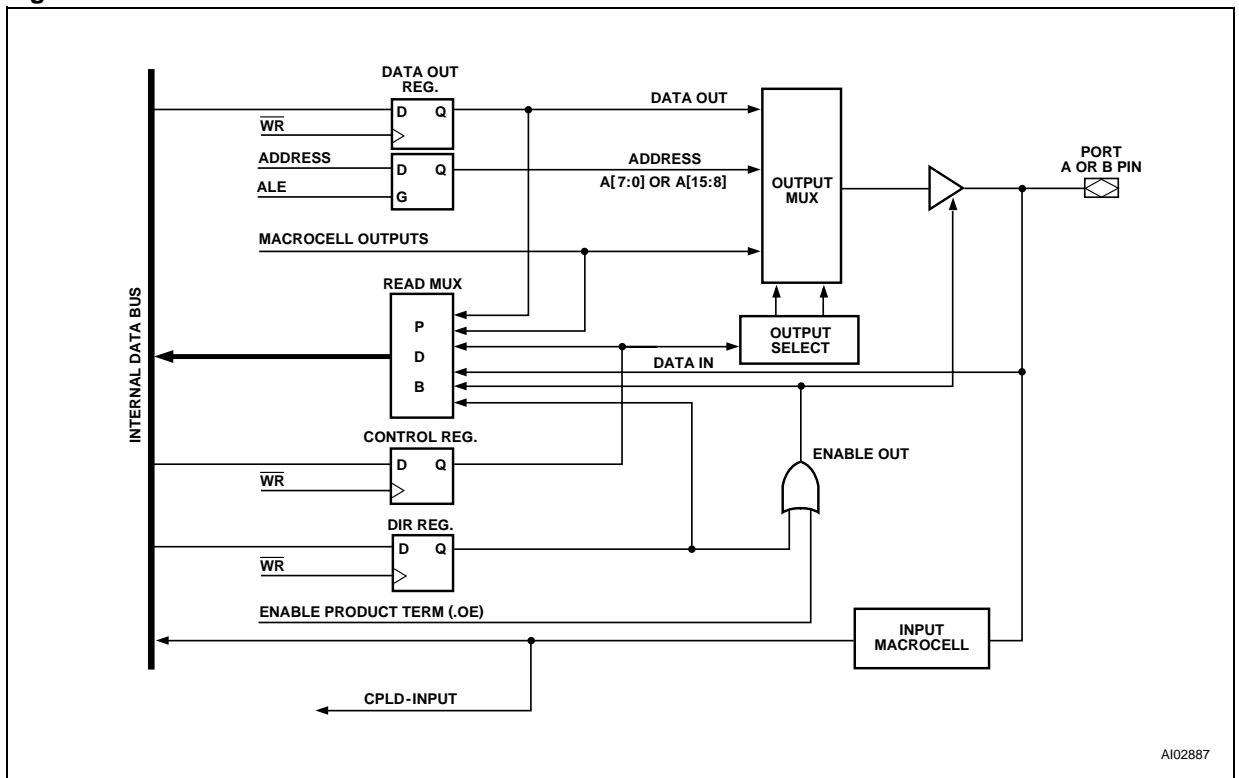 DATA OUT
REG.
D Q
WR
DATA OUT
ADDRESS
ALE
D Q
G
ADDRESS
A[7:0] OR A[15:8]
OUTPUT
MUX
PORT
A OR B PIN
MACROCELL OUTPUTS
READ MUX
P
D
B
OUTPUT
SELECT
DATA IN
INTERNAL DATA BUS
CONTROL REG.
D Q
WR
ENABLE OUT
DIR REG.
D Q
WR
ENABLE PRODUCT TERM (.OE)
INPUT
MACROCELL
CPLD-INPUT
AI02887